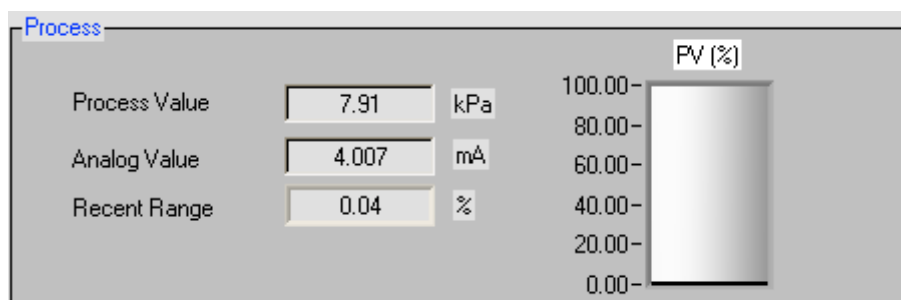 Process
PV (%)
Process Value 7.91 kPa
Analog Value 4.007 mA
Recent Range 0.04 %
100.00
80.00
60.00
40.00
20.00
0.00